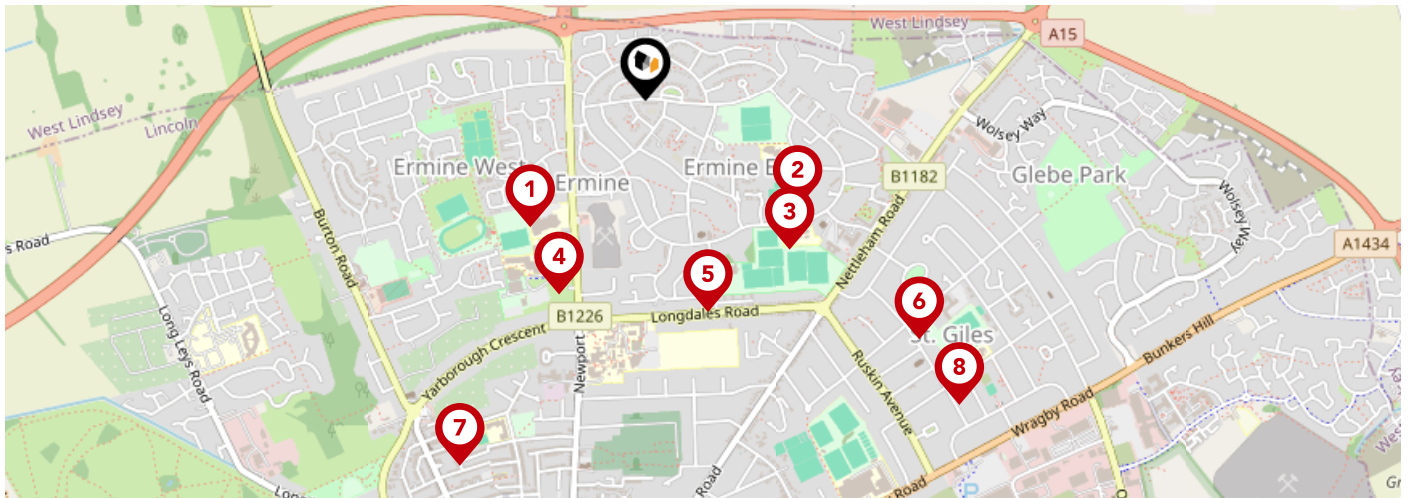 West Lindsey
A15
West Lindsey
Lincoln
Wolsey Way
Ermine West
Ermine
Ermine E
2
B1182
Glebe Park
1
3
Wolsey Way
Burton Road
Nettleham Road
s Road
A1434
4
5
6
B1226
Longdales Road
St. Giles
Long Leys Road
Yarborough Crescent
Newport
Bunkers Hill
8
Ruskin Avenue
Wragby Road
7
Road
Road
P
Gr